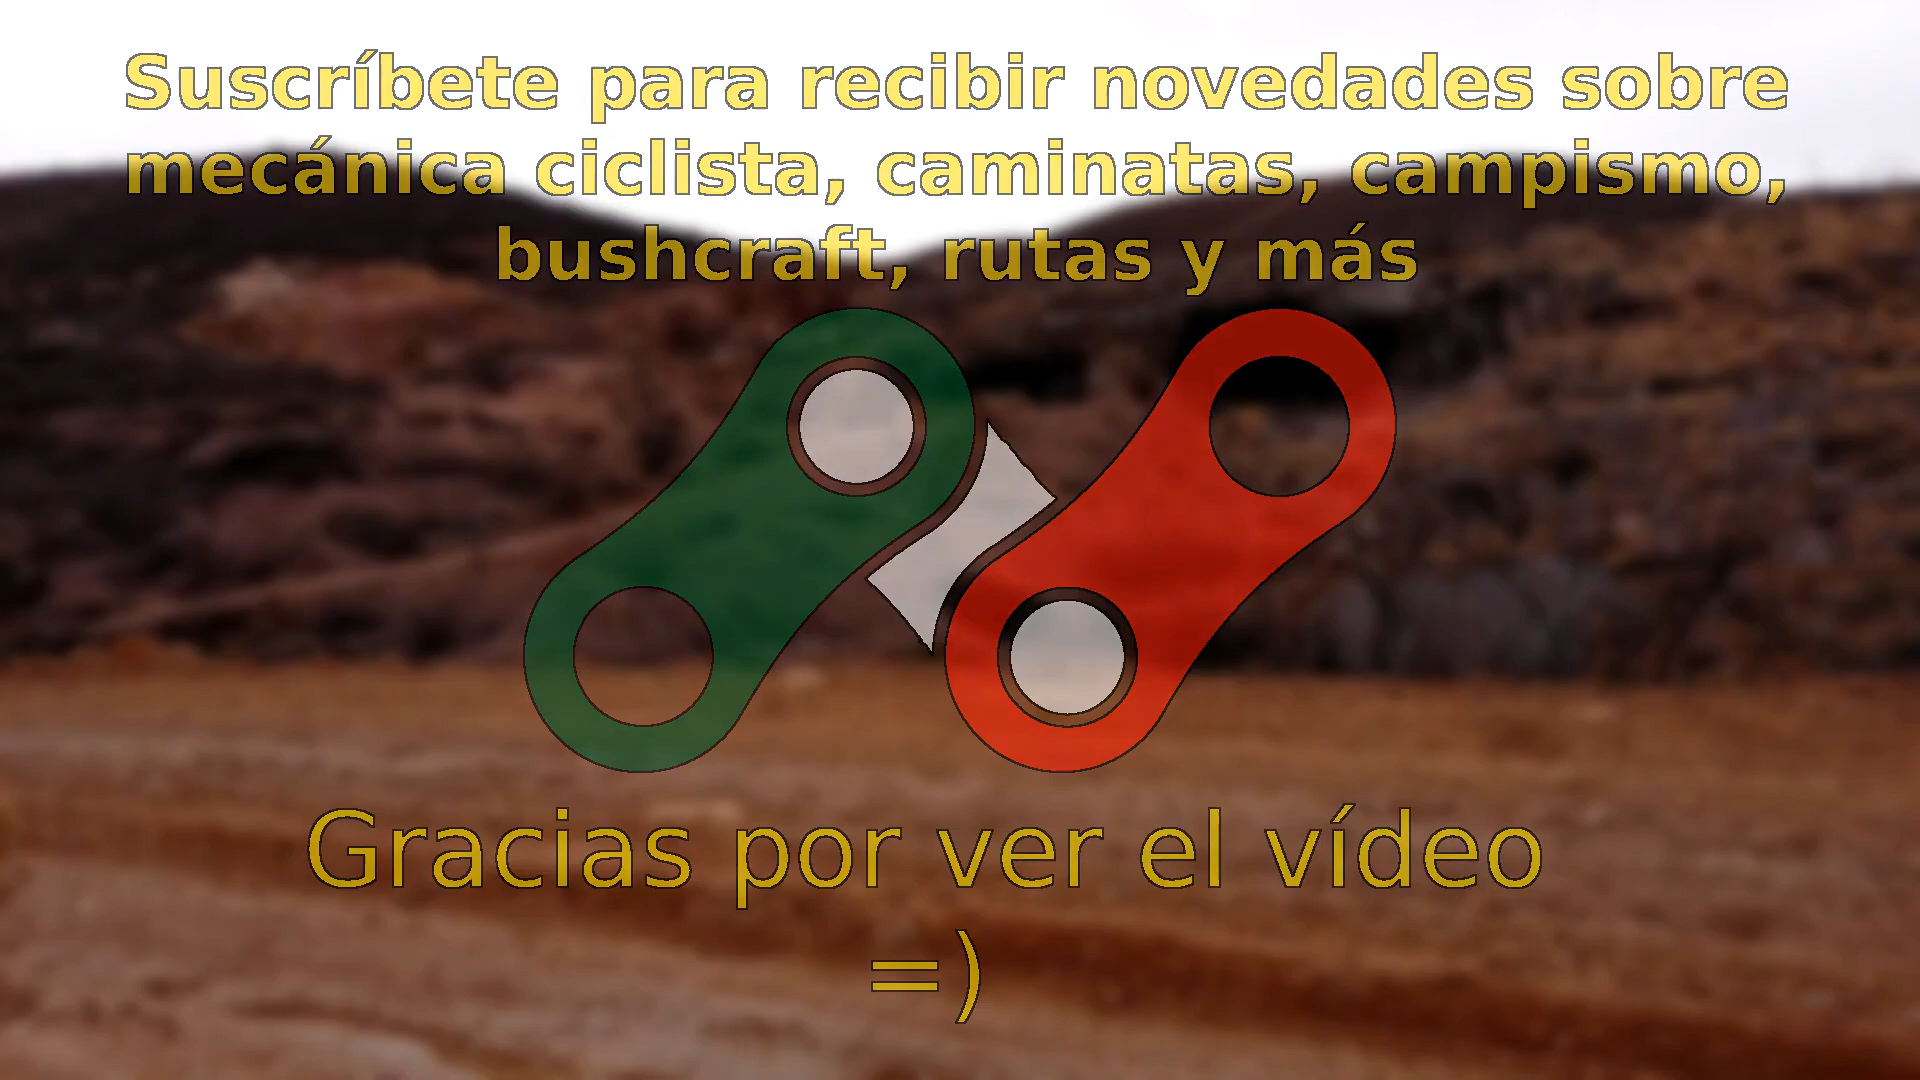 Suscríbete para recibir novedades sobre
mecánica ciclista, caminatas, campismo,
bushcraft, rutas y más
Gracias por ver el vídeo
=)